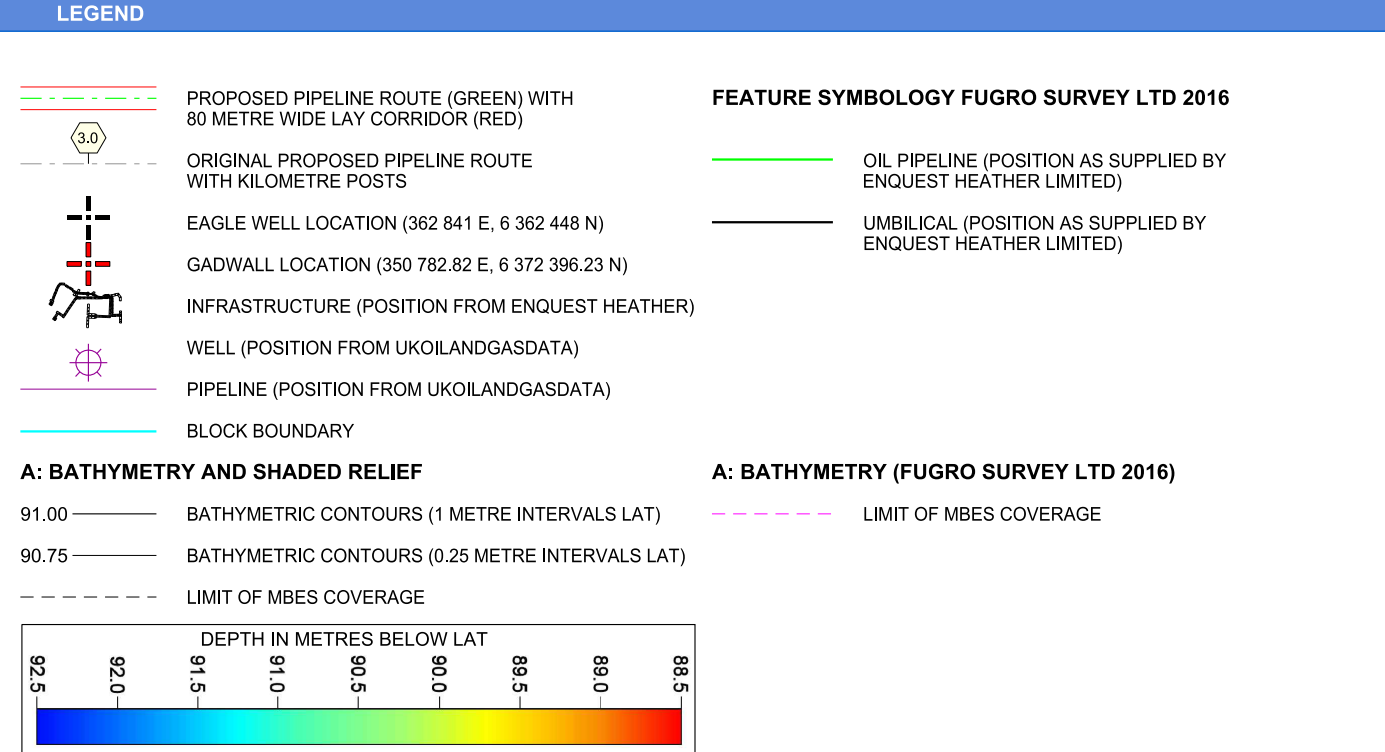 LEGEND
PROPOSED PIPELINE ROUTE (GREEN) WITH
80 METRE WIDE LAY CORRIDOR (RED)
3.0
ORIGINAL PROPOSED PIPELINE ROUTE
WITH KILOMETRE POSTS
EAGLE WELL LOCATION (362 841 E, 6 362 448 N)
GADWALL LOCATION (350 782.82 E, 6 372 396.23 N)
INFRASTRUCTURE (POSITION FROM ENQUEST HEATHER)
WELL (POSITION FROM UKOILANDGASDATA)
PIPELINE (POSITION FROM UKOILANDGASDATA)
BLOCK BOUNDARY
A: BATHYMETRY AND SHADED RELIEF
91.00 BATHYMETRIC CONTOURS (1 METRE INTERVALS LAT)
90.75 BATHYMETRIC CONTOURS (0.25 METRE INTERVALS LAT)
LIMIT OF MBES COVERAGE
DEPTH IN METRES BELOW LAT
92.5 92.0 91.5 91.0 90.5 90.0 89.5 89.0 88.5
FEATURE SYMBOLOGY FUGRO SURVEY LTD 2016
OIL PIPELINE (POSITION AS SUPPLIED BY
ENQUEST HEATHER LIMITED)
UMBILICAL (POSITION AS SUPPLIED BY
ENQUEST HEATHER LIMITED)
A: BATHYMETRY (FUGRO SURVEY LTD 2016)
LIMIT OF MBES COVERAGE